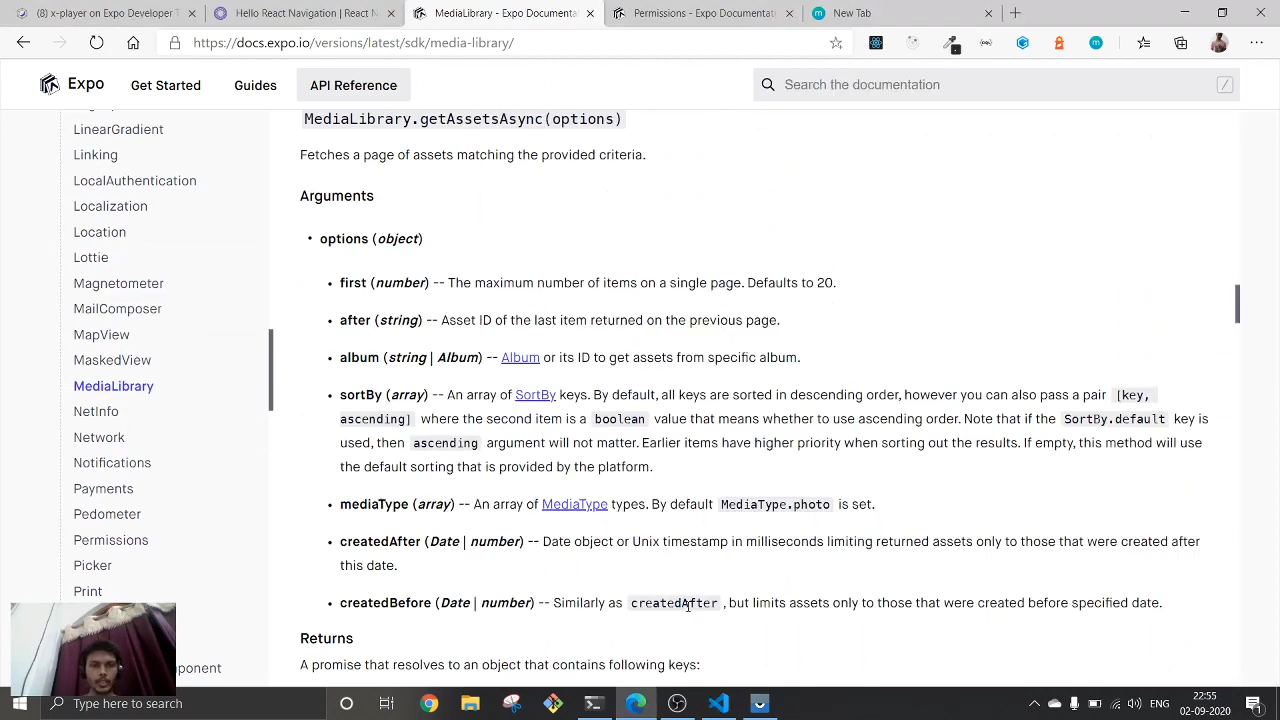 (8) x-plated on Expo Developer T
Hello React Navigation | React N
MediaLibrary - Expo Documenta
Permissions - Expo Documentati
New Tab
https://docs.expo.io/versions/latest/sdk/media-library/
Expo
Get Started
Guides
API Reference
Search the documentation
/
LinearGradient
Linking
LocalAuthentication
Localization
Location
Lottie
Magnetometer
MailComposer
MapView
MaskedView
MediaLibrary
NetInfo
Network
Notifications
Payments
Pedometer
Permissions
Picker
Print
ponent
MediaLibrary.getAssetsAsync(options)
Fetches a page of assets matching the provided criteria.
Arguments
• options (object)
• first (number) -- The maximum number of items on a single page. Defaults to 20.
• after (string) -- Asset ID of the last item returned on the previous page.
• album (string | Album) -- Album or its ID to get assets from specific album.
• sortBy (array) -- An array of SortBy keys. By default, all keys are sorted in descending order, however you can also pass a pair [key,
ascending] where the second item is a boolean value that means whether to use ascending order. Note that if the SortBy.default key is
used, then ascending argument will not matter. Earlier items have higher priority when sorting out the results. If empty, this method will use
the default sorting that is provided by the platform.
• mediaType (array) -- An array of MediaType types. By default MediaType.photo is set.
• createdAfter (Date | number) -- Date object or Unix timestamp in milliseconds limiting returned assets only to those that were created after
this date.
• createdBefore (Date | number) -- Similarly as createdAfter , but limits assets only to those that were created before specified date.
Returns
A promise that resolves to an object that contains following keys:
Type here to search
ENG
22:55
02-09-2020